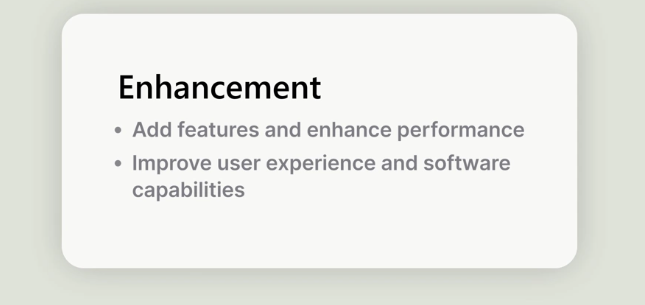 Enhancement
• Add features and enhance performance
• Improve user experience and software
capabilities